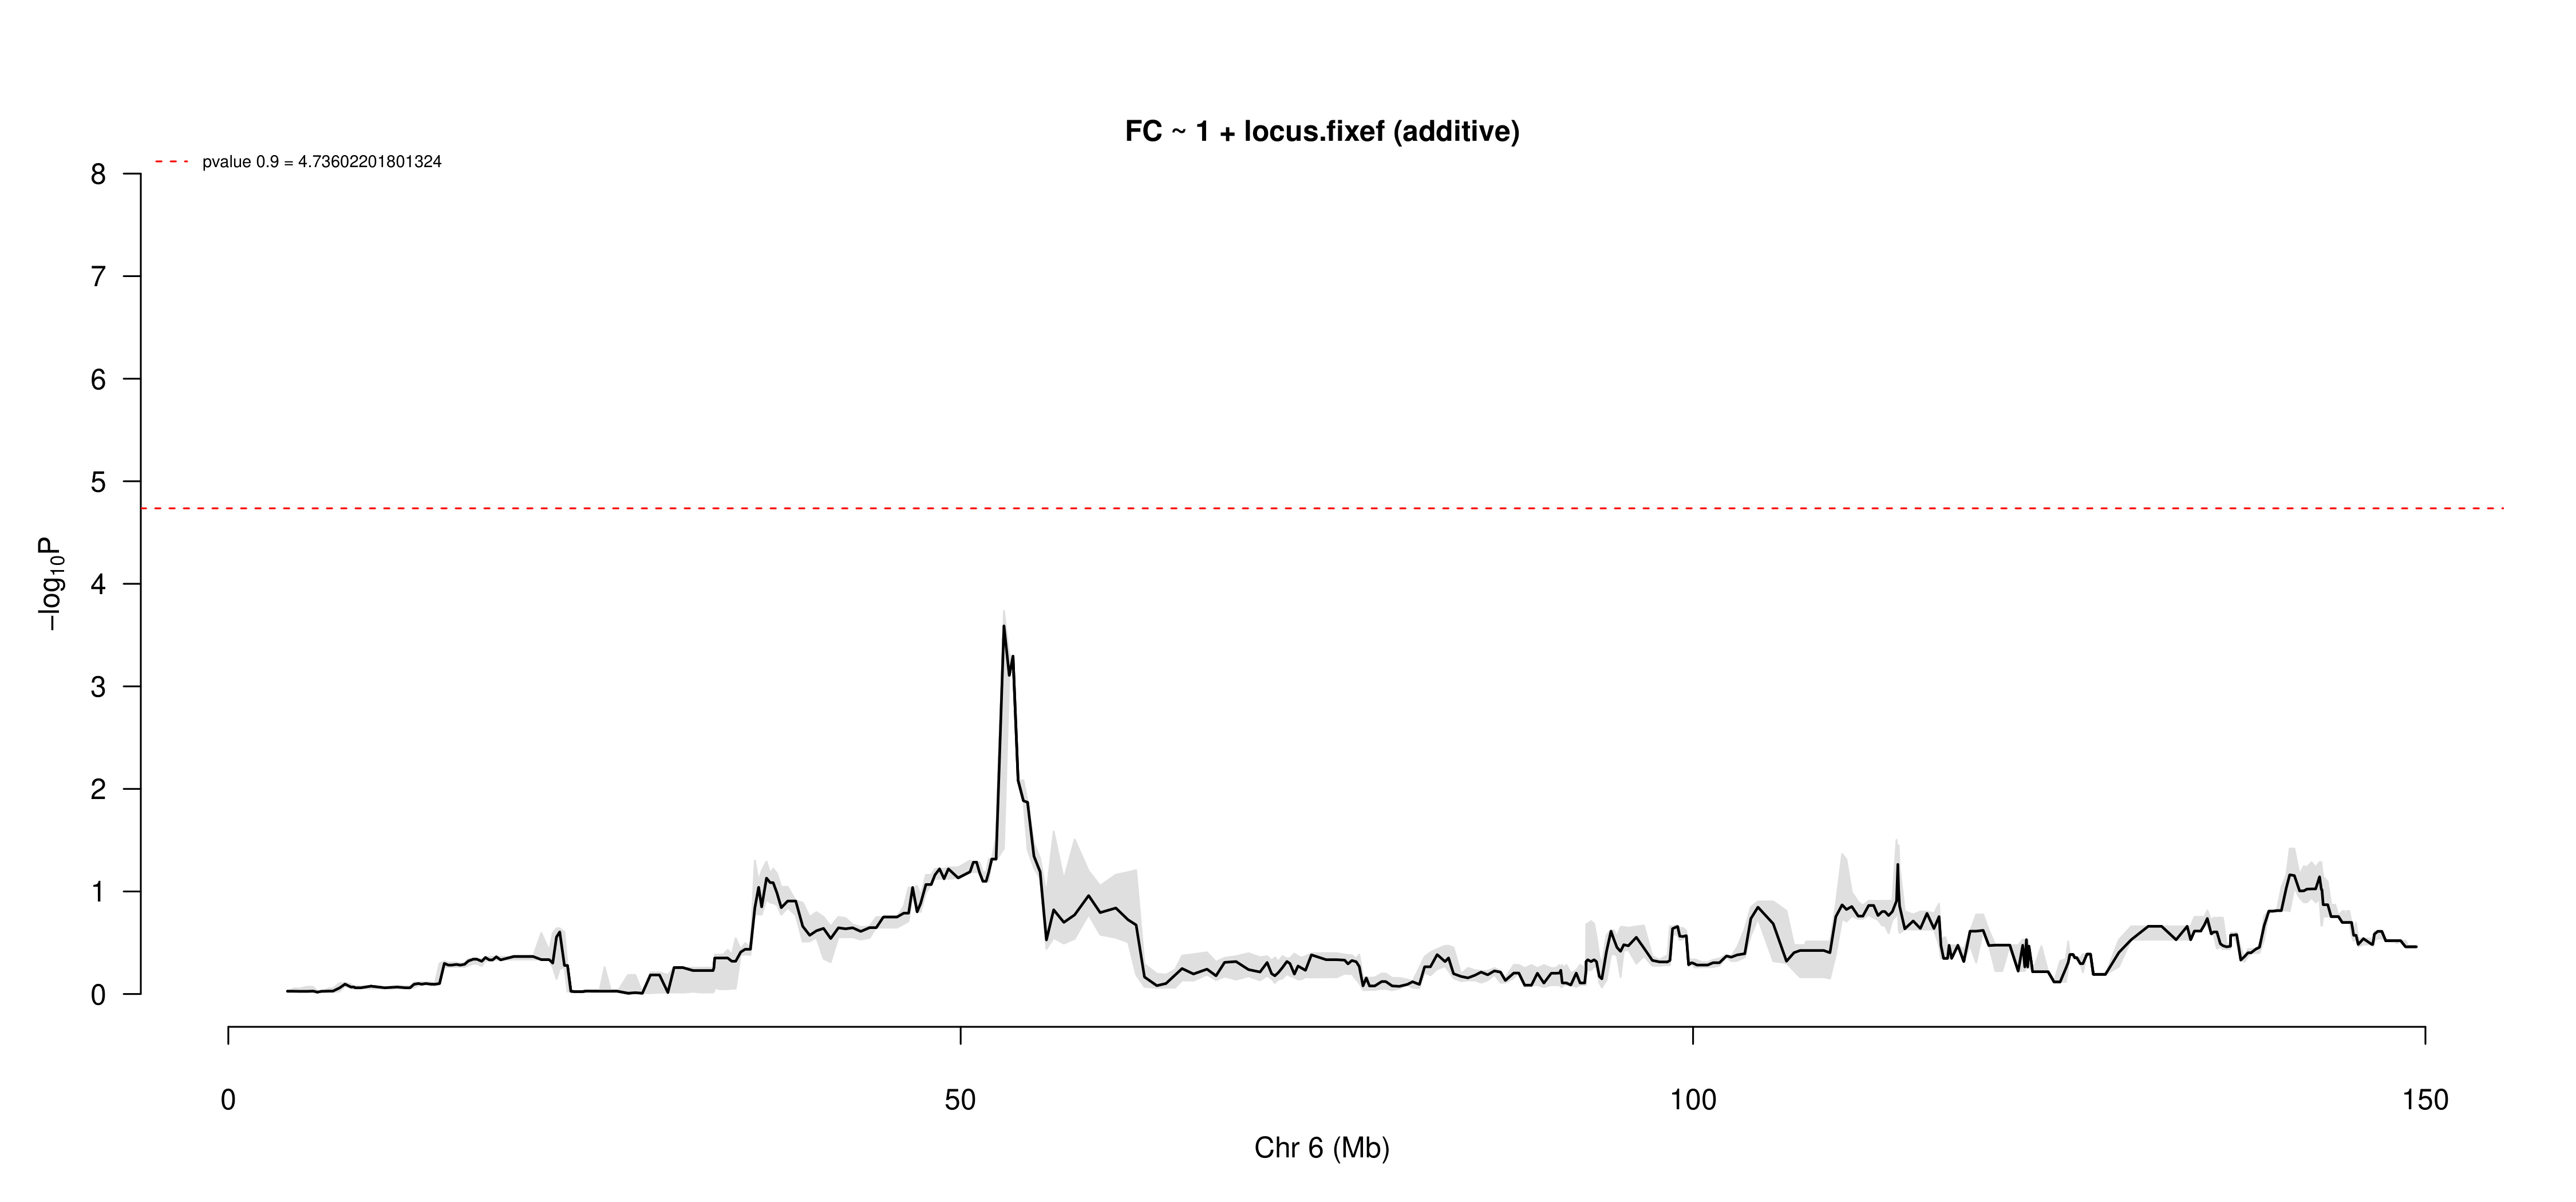 FC ~ 1 + locus.fixef (additive)
pvalue 0.9 = 4.73602201801324
8
7
6
5
4
3
2
1
0
−log10P
0 50 100 150
Chr 6 (Mb)